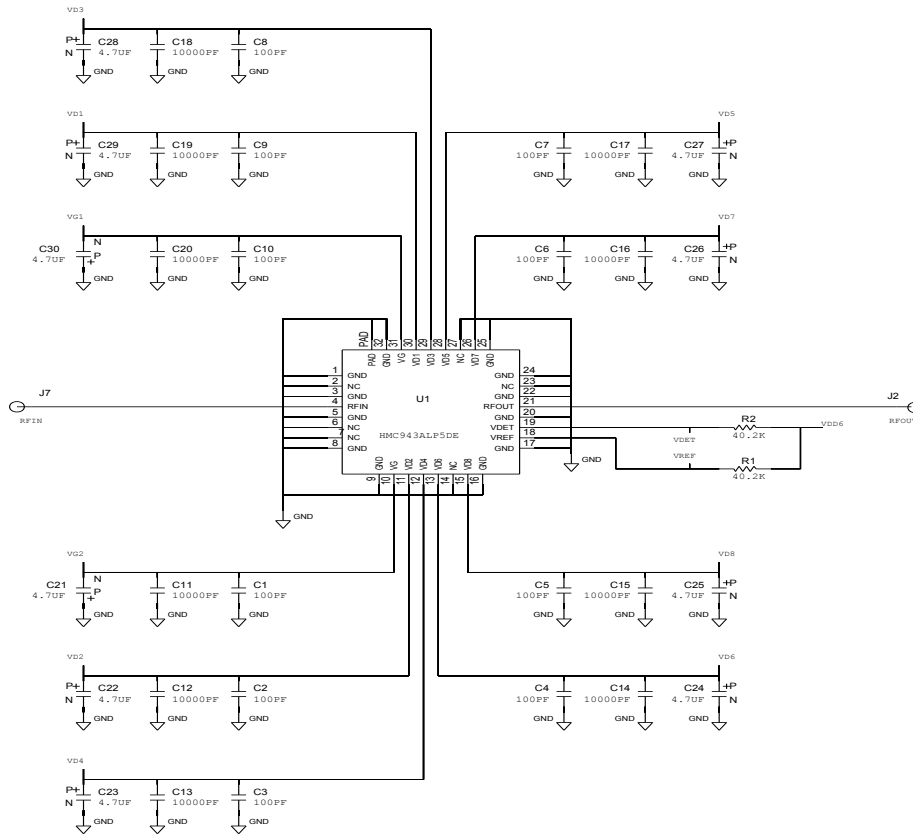 VD3
P+ C28 C18 C8
N 4.7UF 10000PF 100PF
GND GND GND
VD1 VD5
P+ C29 C19 C9 C7 C17 C27 +P
N 4.7UF 10000PF 100PF 100PF 10000PF 4.7UF N
GND GND GND GND GND GND
VG1 VD7
N
C30 C20 C10 C6 C16 C26 +P
4.7UF P 10000PF 100PF 100PF 10000PF 4.7UF N
+
GND GND GND GND GND GND
PAD 32 31 30 29 28 27 26 25
PAD GND VG VD1 VD3 VD5 NC VD7 GND
1 GND GND 24
2 NC NC 23
3 GND U1 GND 22
J7 4 RFIN RFOUT 21 J2
RFIN RFOUT
5 GND GND 20
6 NC VDET 19 R2 VDD6
7 NC HMC943ALP5DE VREF 18 VDET 40.2K
8 GND GND 17
VREF R1
40.2K
GND
GND VG VD2 VD4 VD6 NC VD8 GND
9 10 11 12 13 14 15 16
GND
VG2 VD8
N
C21 C11 C1 C5 C15 C25 +P
4.7UF P 10000PF 100PF 100PF 10000PF 4.7UF N
+
GND GND GND GND GND GND
VD2 VD6
P+ C22 C12 C2 C4 C14 C24 +P
N 4.7UF 10000PF 100PF 100PF 10000PF 4.7UF N
GND GND GND GND GND GND
VD4
P+ C23 C13 C3
N 4.7UF 10000PF 100PF
GND GND GND